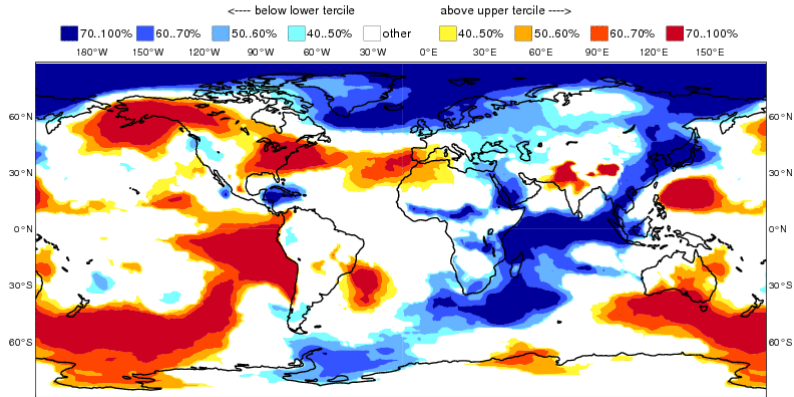 <---- below lower tercile above upper tercile ---->
70..100% 60..70% 50..60% 40..50% other 40..50% 50..60% 60..70% 70..100%
180°W 150°W 120°W 90°W 60°W 30°W 0°E 30°E 60°E 90°E 120°E 150°E
60°N 60°N
30°N 30°N
0°N 0°N
30°S 30°S
60°S 60°S